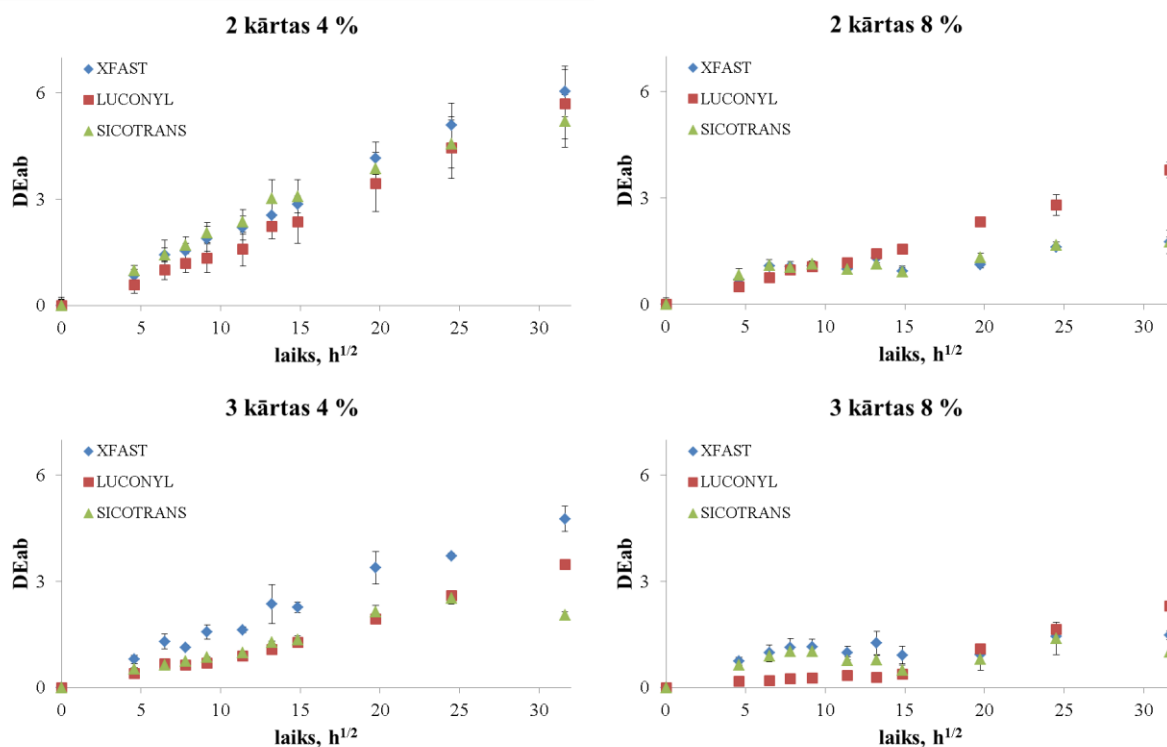 2 kārtas 4 %
XFAST
LUCONYL
SICOTRANS
6
3
0
DEab
0 5 10 15 20 25 30
laiks, h^1/2
2 kārtas 8 %
XFAST
LUCONYL
SICOTRANS
6
3
0
DEab
0 5 10 15 20 25 30
laiks, h^1/2
3 kārtas 4 %
XFAST
LUCONYL
SICOTRANS
6
3
0
DEab
0 5 10 15 20 25 30
laiks, h^1/2
3 kārtas 8 %
XFAST
LUCONYL
SICOTRANS
6
3
0
DEab
0 5 10 15 20 25 30
laiks, h^1/2